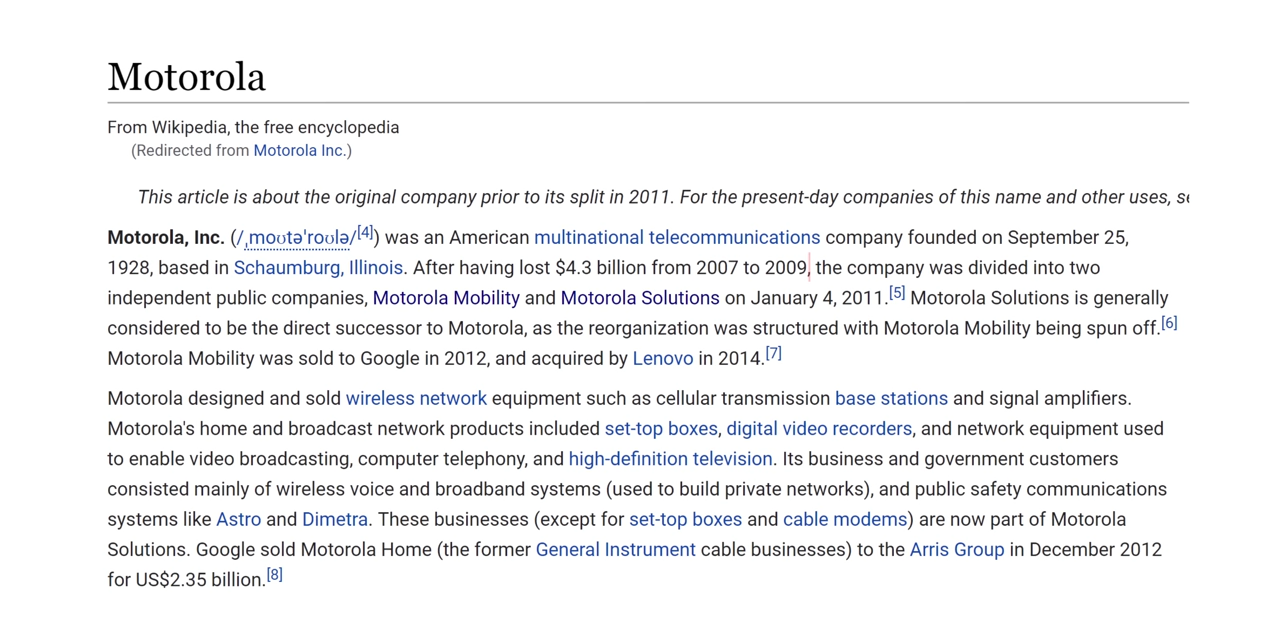 Motorola
From Wikipedia, the free encyclopedia
(Redirected from Motorola Inc.)
This article is about the original company prior to its split in 2011. For the present-day companies of this name and other uses,
Motorola, Inc. (/ˌmoʊtəˈroʊlə/[4]) was an American multinational telecommunications company founded on September 25,
1928, based in Schaumburg, Illinois. After having lost $4.3 billion from 2007 to 2009, the company was divided into two
independent public companies, Motorola Mobility and Motorola Solutions on January 4, 2011.[5] Motorola Solutions is generally
considered to be the direct successor to Motorola, as the reorganization was structured with Motorola Mobility being spun off.[6]
Motorola Mobility was sold to Google in 2012, and acquired by Lenovo in 2014.[7]
Motorola designed and sold wireless network equipment such as cellular transmission base stations and signal amplifiers.
Motorola's home and broadcast network products included set-top boxes, digital video recorders, and network equipment used
to enable video broadcasting, computer telephony, and high-definition television. Its business and government customers
consisted mainly of wireless voice and broadband systems (used to build private networks), and public safety communications
systems like Astro and Dimetra. These businesses (except for set-top boxes and cable modems) are now part of Motorola
Solutions. Google sold Motorola Home (the former General Instrument cable businesses) to the Arris Group in December 2012
for US$2.35 billion.[8]